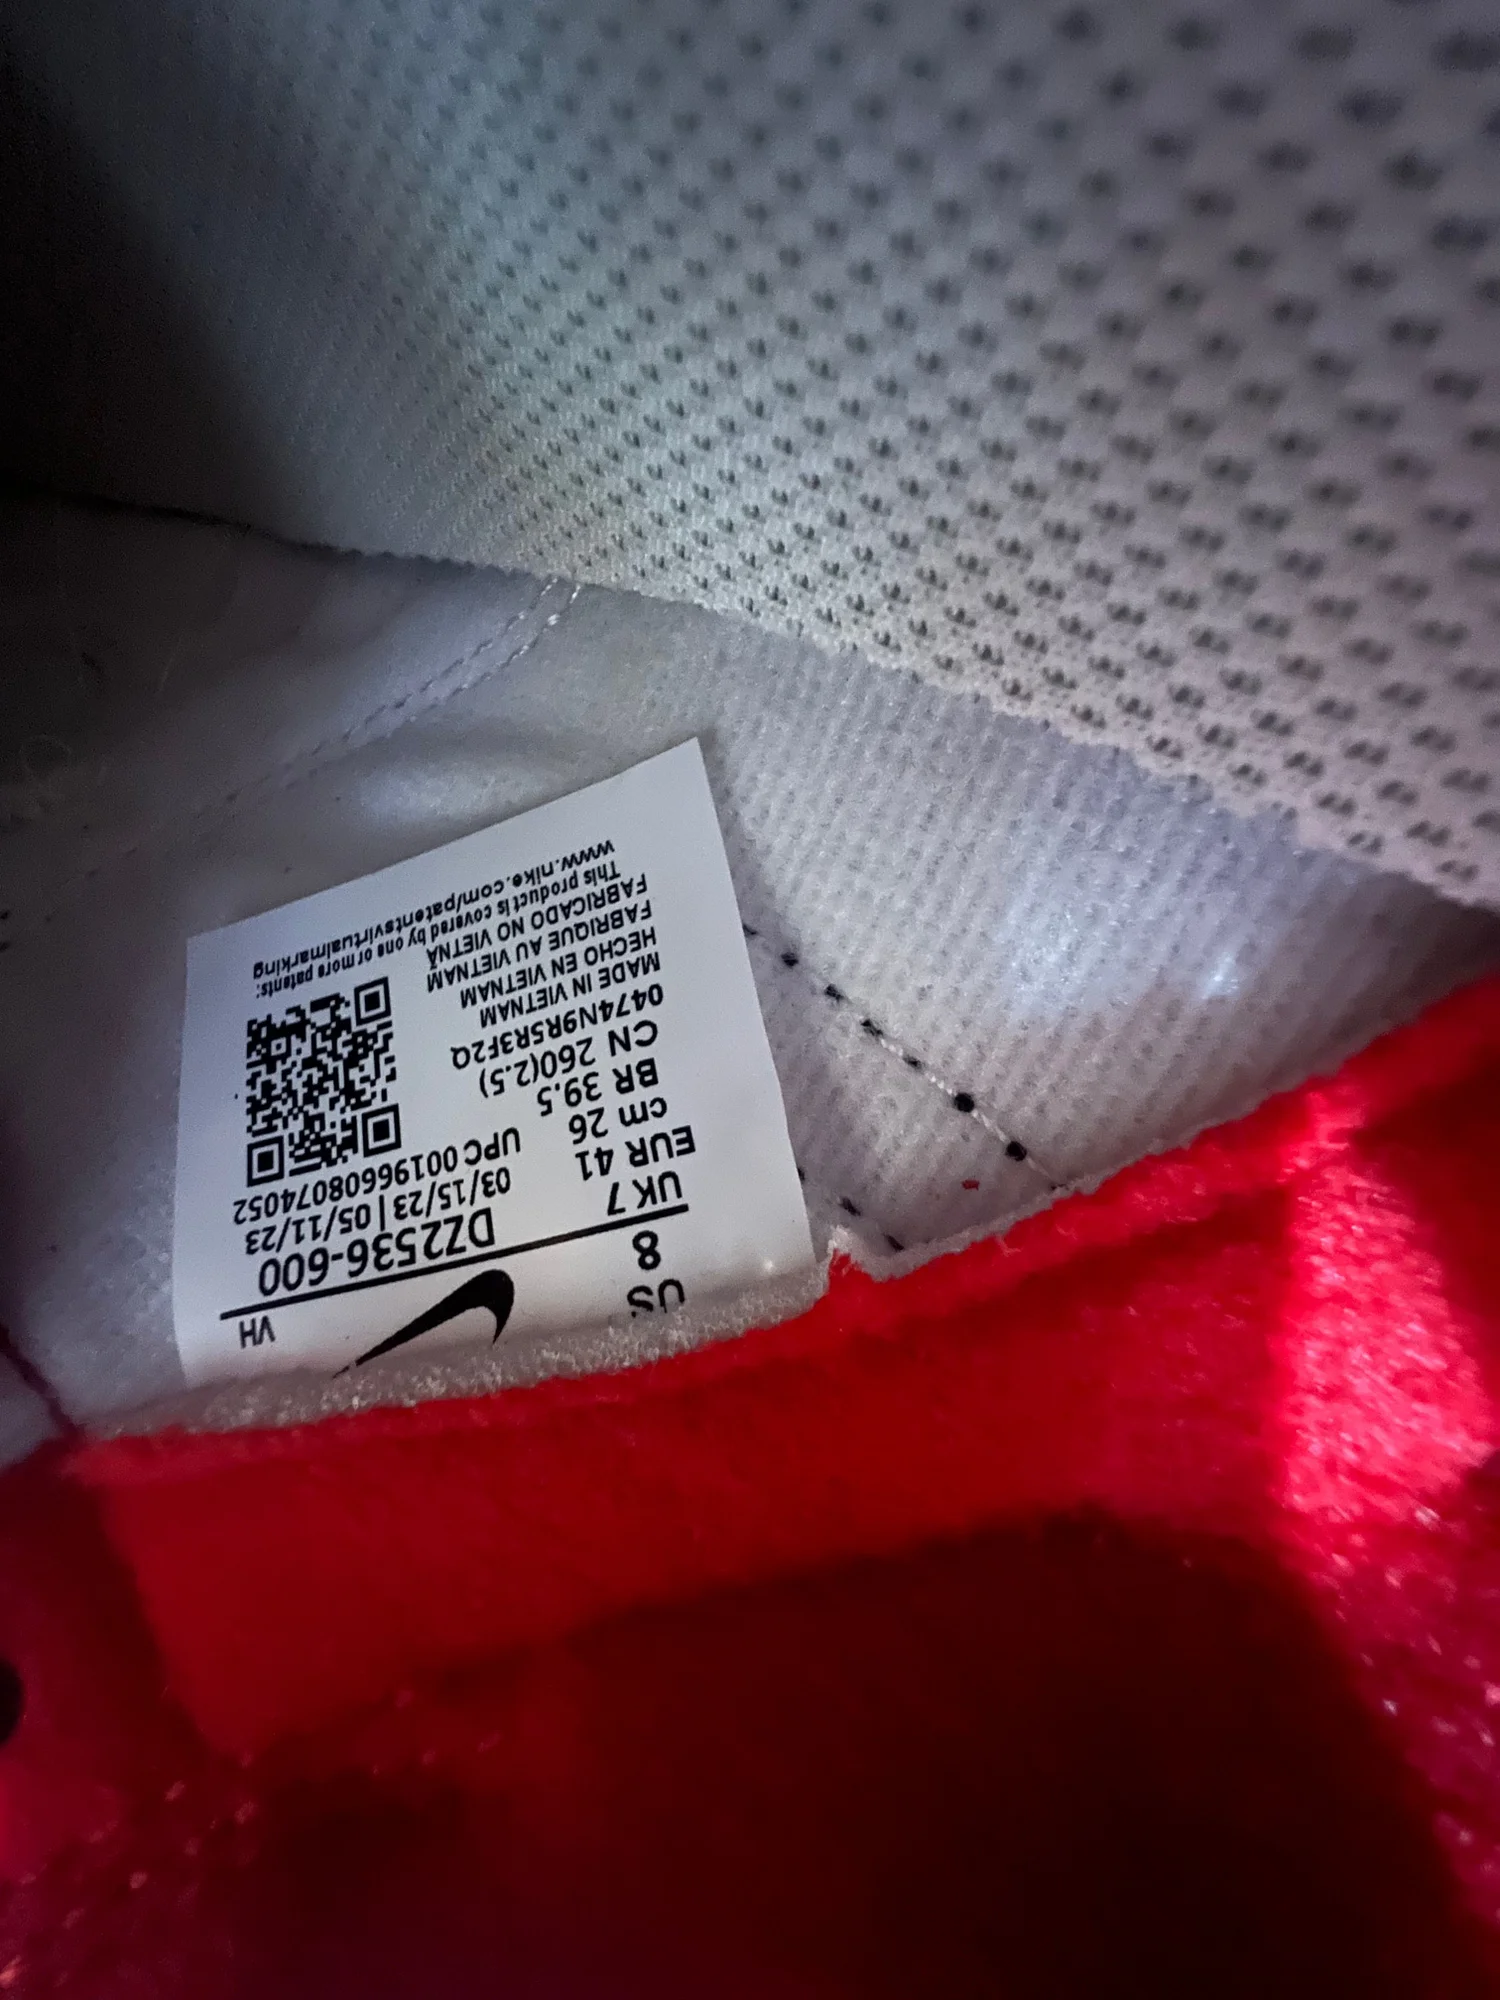 US
8
VH
UK 7
EUR 41
cm 26
BR 39.5
CN 260(2.5)
DZ2536-600
03/15/23 | 05/11/23
UPC 00196608074052
0474N9R5R3F2Q
MADE IN VIETNAM
HECHO EN VIETNAM
FABRIQUE AU VIETNAM
FABRICADO NO VIETNÃ
This product is covered by one or more patents:
www.nike.com/patentsvirtualmarking